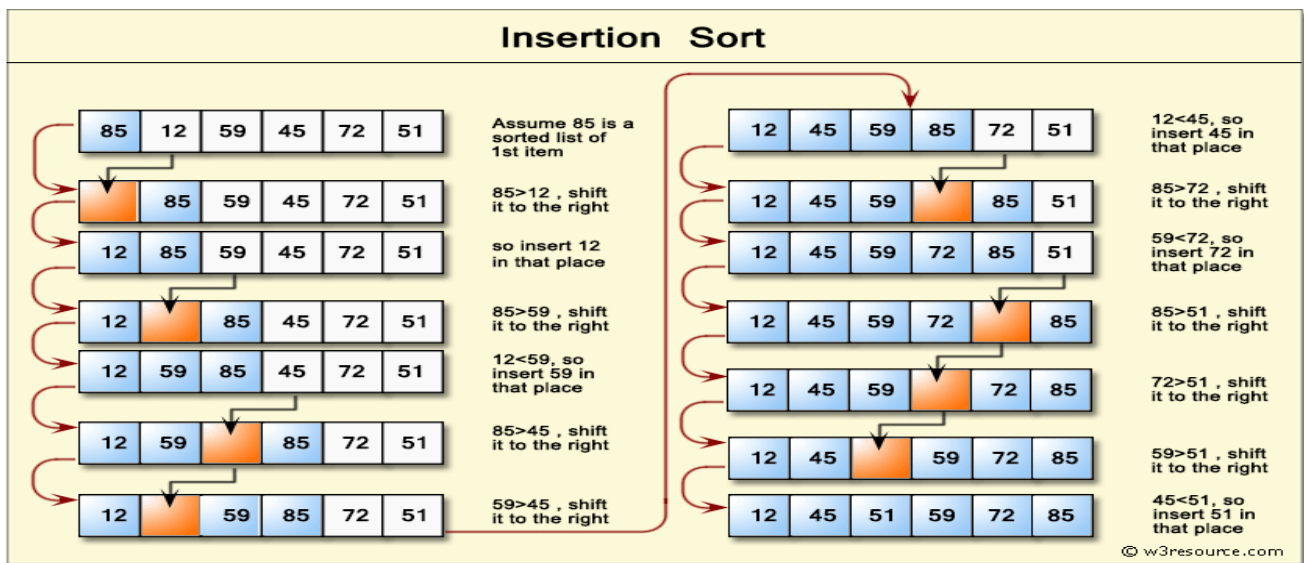 Insertion Sort
85 12 59 45 72 51
Assume 85 is a
sorted list of
1st item
85 59 45 72 51
85>12 , shift
it to the right
12 85 59 45 72 51
so insert 12
in that place
12 85 45 72 51
85>59 , shift
it to the right
12 59 85 45 72 51
12<59, so
insert 59 in
that place
12 59 85 72 51
85>45 , shift
it to the right
12 59 85 72 51
59>45 , shift
it to the right
12 45 59 85 72 51
12<45, so
insert 45 in
that place
12 45 59 85 51
85>72 , shift
it to the right
12 45 59 72 85 51
59<72, so
insert 72 in
that place
12 45 59 72 85
85>51 , shift
it to the right
12 45 59 72 85
72>51 , shift
it to the right
12 45 59 72 85
59>51 , shift
it to the right
12 45 51 59 72 85
45<51, so
insert 51 in
that place
© w3resource.com